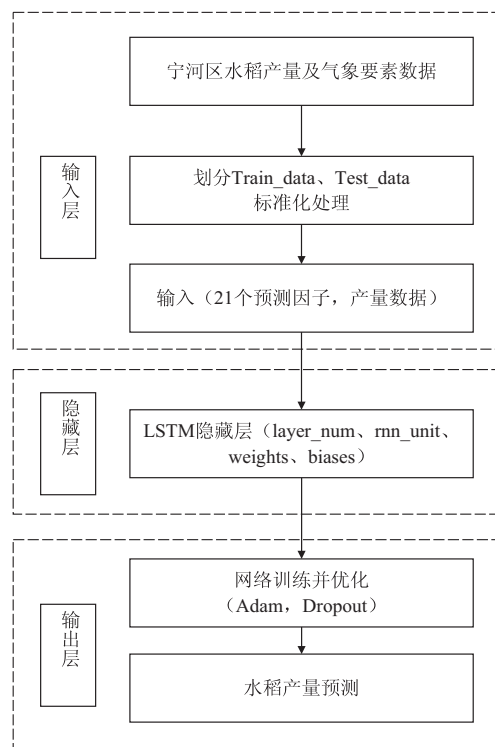 宁河区水稻产量及气象要素数据
输入层
划分Train_data、Test_data
标准化处理
输入（21个预测因子，产量数据）
隐藏层
LSTM隐藏层（layer_num、rnn_unit、
weights、biases）
网络训练并优化
（Adam，Dropout）
输出层
水稻产量预测